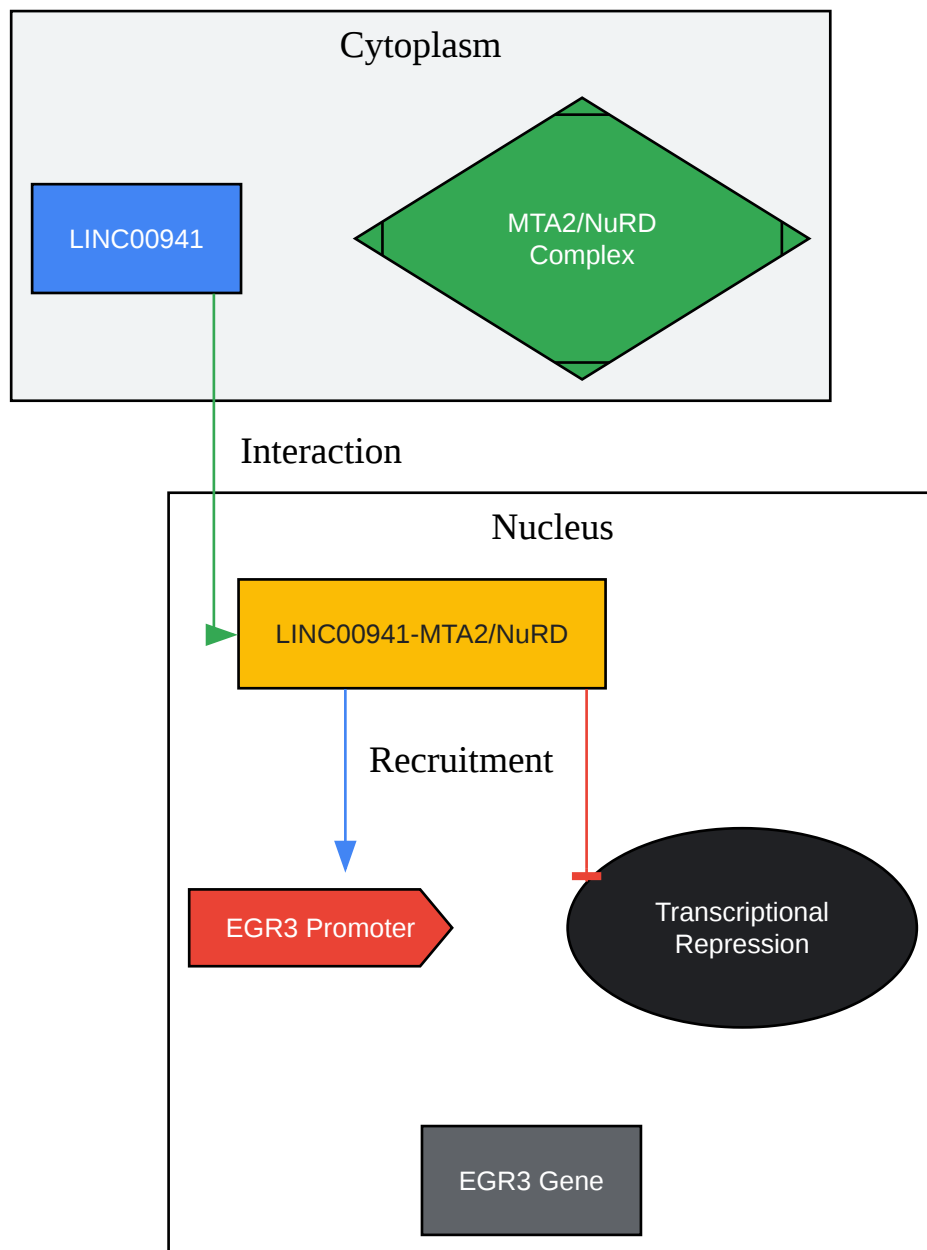 Cytoplasm
LINC00941
MTA2/NuRD
Complex
Interaction
Nucleus
LINC00941-MTA2/NuRD
Recruitment
EGR3 Promoter
Transcriptional
Repression
EGR3 Gene